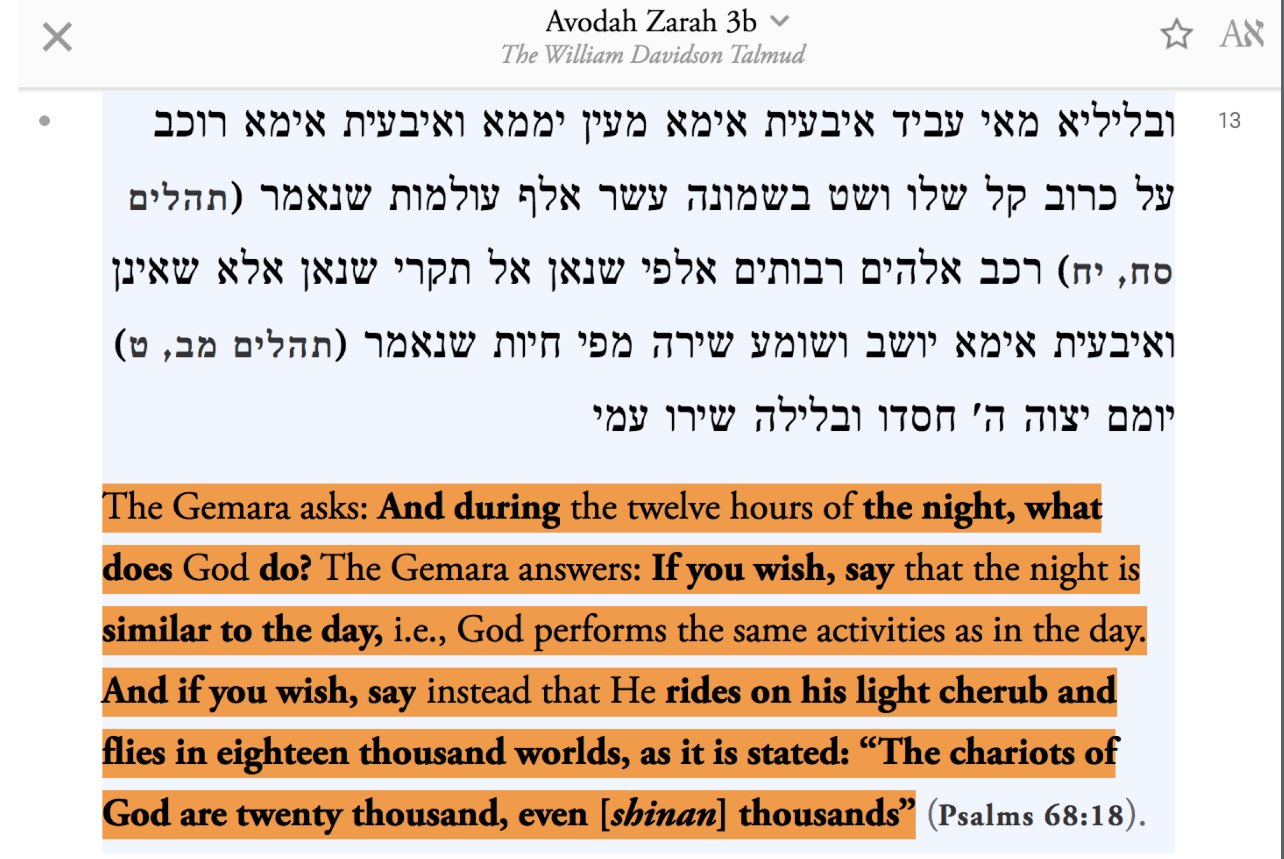 Avodah Zarah 3b
The William Davidson Talmud
אA
13
ובליליא מאי עביד איבעית אימא מעין יממא ואיבעית אימא רוכב
על כרוב קל שלו ושט בשמונה עשר אלף עולמות שנאמר (תהלים
סח, יח) רכב אלהים רבותים אלפי שנאן אל תקרי שנאן אלא שאינן
ואיבעית אימא יושב ושומע שירה מפי חיות שנאמר (תהלים מב, ט)
יומם יצוה ה׳ חסדו ובלילה שירו עמי
The Gemara asks: And during the twelve hours of the night, what
does God do? The Gemara answers: If you wish, say that the night is
similar to the day, i.e., God performs the same activities as in the day.
And if you wish, say instead that He rides on his light cherub and
flies in eighteen thousand worlds, as it is stated: “The chariots of
God are twenty thousand, even [shinan] thousands” (Psalms 68:18).